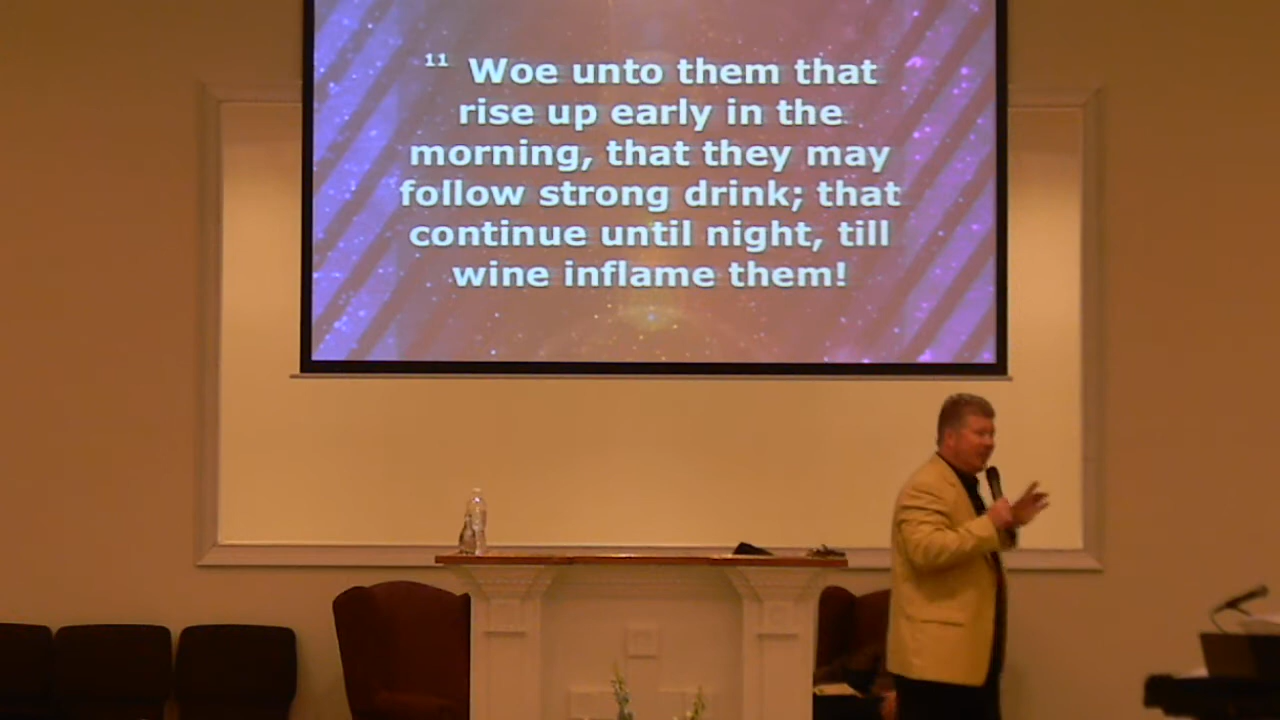 11 Woe unto them that
rise up early in the
morning, that they may
follow strong drink; that
continue until night, till
wine inflame them!